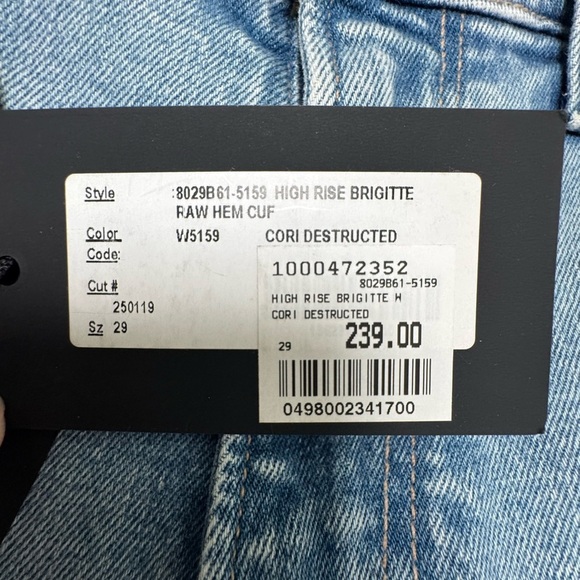 Style :8029B61-5159 HIGH RISE BRIGITTE
RAW HEM CUF
Color W5159 CORI DESTRUCTED
Code:
Cut #
250119
Sz 29
1000472352
8029B61-5159
HIGH RISE BRIGITTE H
CORI DESTRUCTED
29 239.00
0498002341700